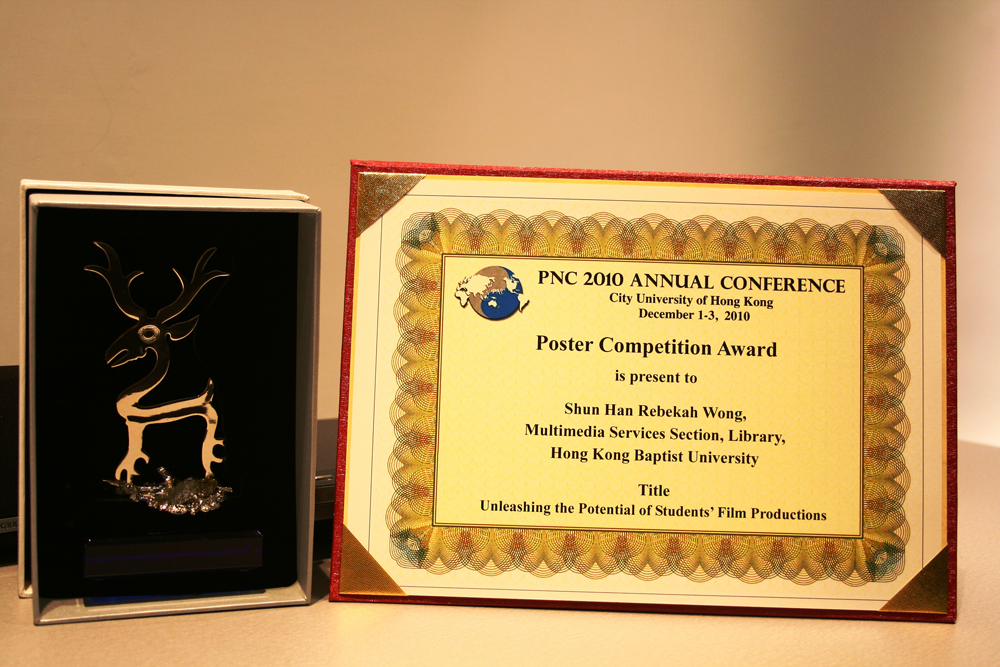 PNC 2010 ANNUAL CONFERENCE
City University of Hong Kong
December 1-3, 2010
Poster Competition Award
is present to
Shun Han Rebekah Wong,
Multimedia Services Section, Library,
Hong Kong Baptist University
Title
Unleashing the Potential of Students' Film Productions